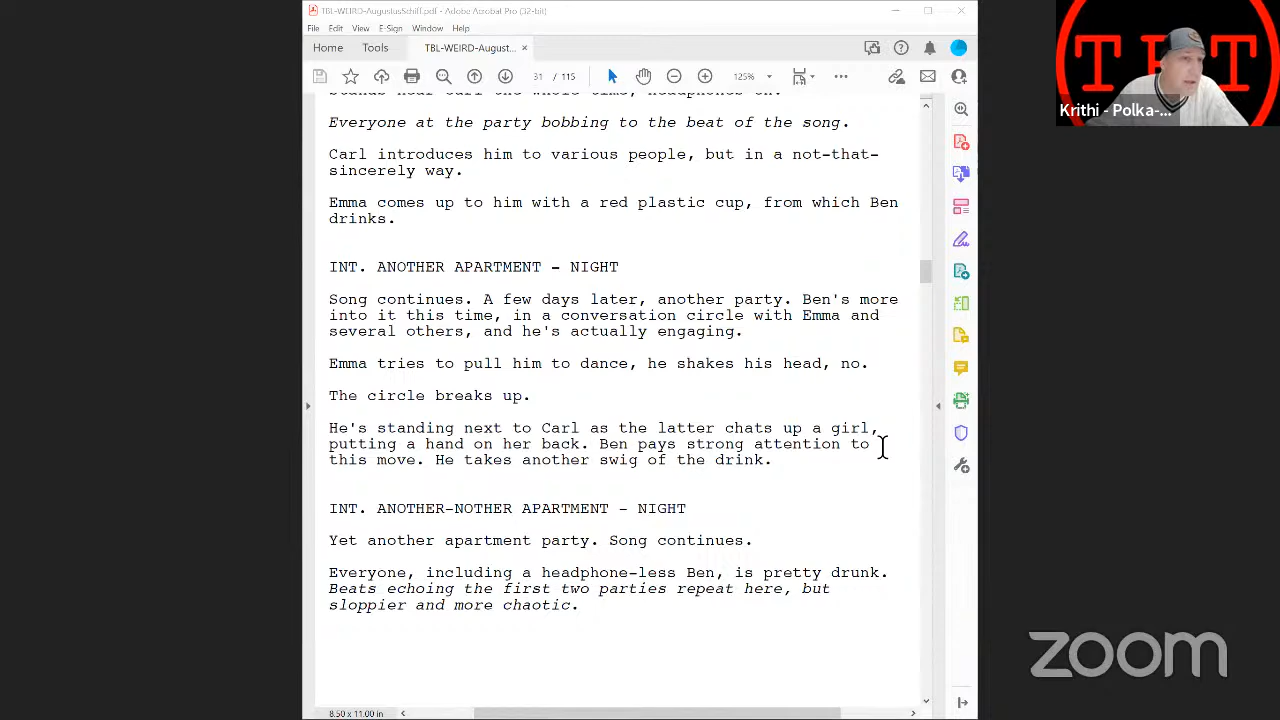 TBL-WEIRD-AugustusSchiff.pdf - Adobe Acrobat Pro (32-bit)
File Edit View E-Sign Window Help
Home Tools TBL-WEIRD-August... ×
31 / 115 125%
Everyone at the party bobbing to the beat of the song.
Carl introduces him to various people, but in a not-that-
sincerely way.
Emma comes up to him with a red plastic cup, from which Ben
drinks.
INT. ANOTHER APARTMENT - NIGHT
Song continues. A few days later, another party. Ben's more
into it this time, in a conversation circle with Emma and
several others, and he's actually engaging.
Emma tries to pull him to dance, he shakes his head, no.
The circle breaks up.
He's standing next to Carl as the latter chats up a girl,
putting a hand on her back. Ben pays strong attention to
this move. He takes another swig of the drink.
INT. ANOTHER-NOTHER APARTMENT - NIGHT
Yet another apartment party. Song continues.
Everyone, including a headphone-less Ben, is pretty drunk.
Beats echoing the first two parties repeat here, but
sloppier and more chaotic.
8.50 x 11.00 in
Krithi - Polka-...
zoom